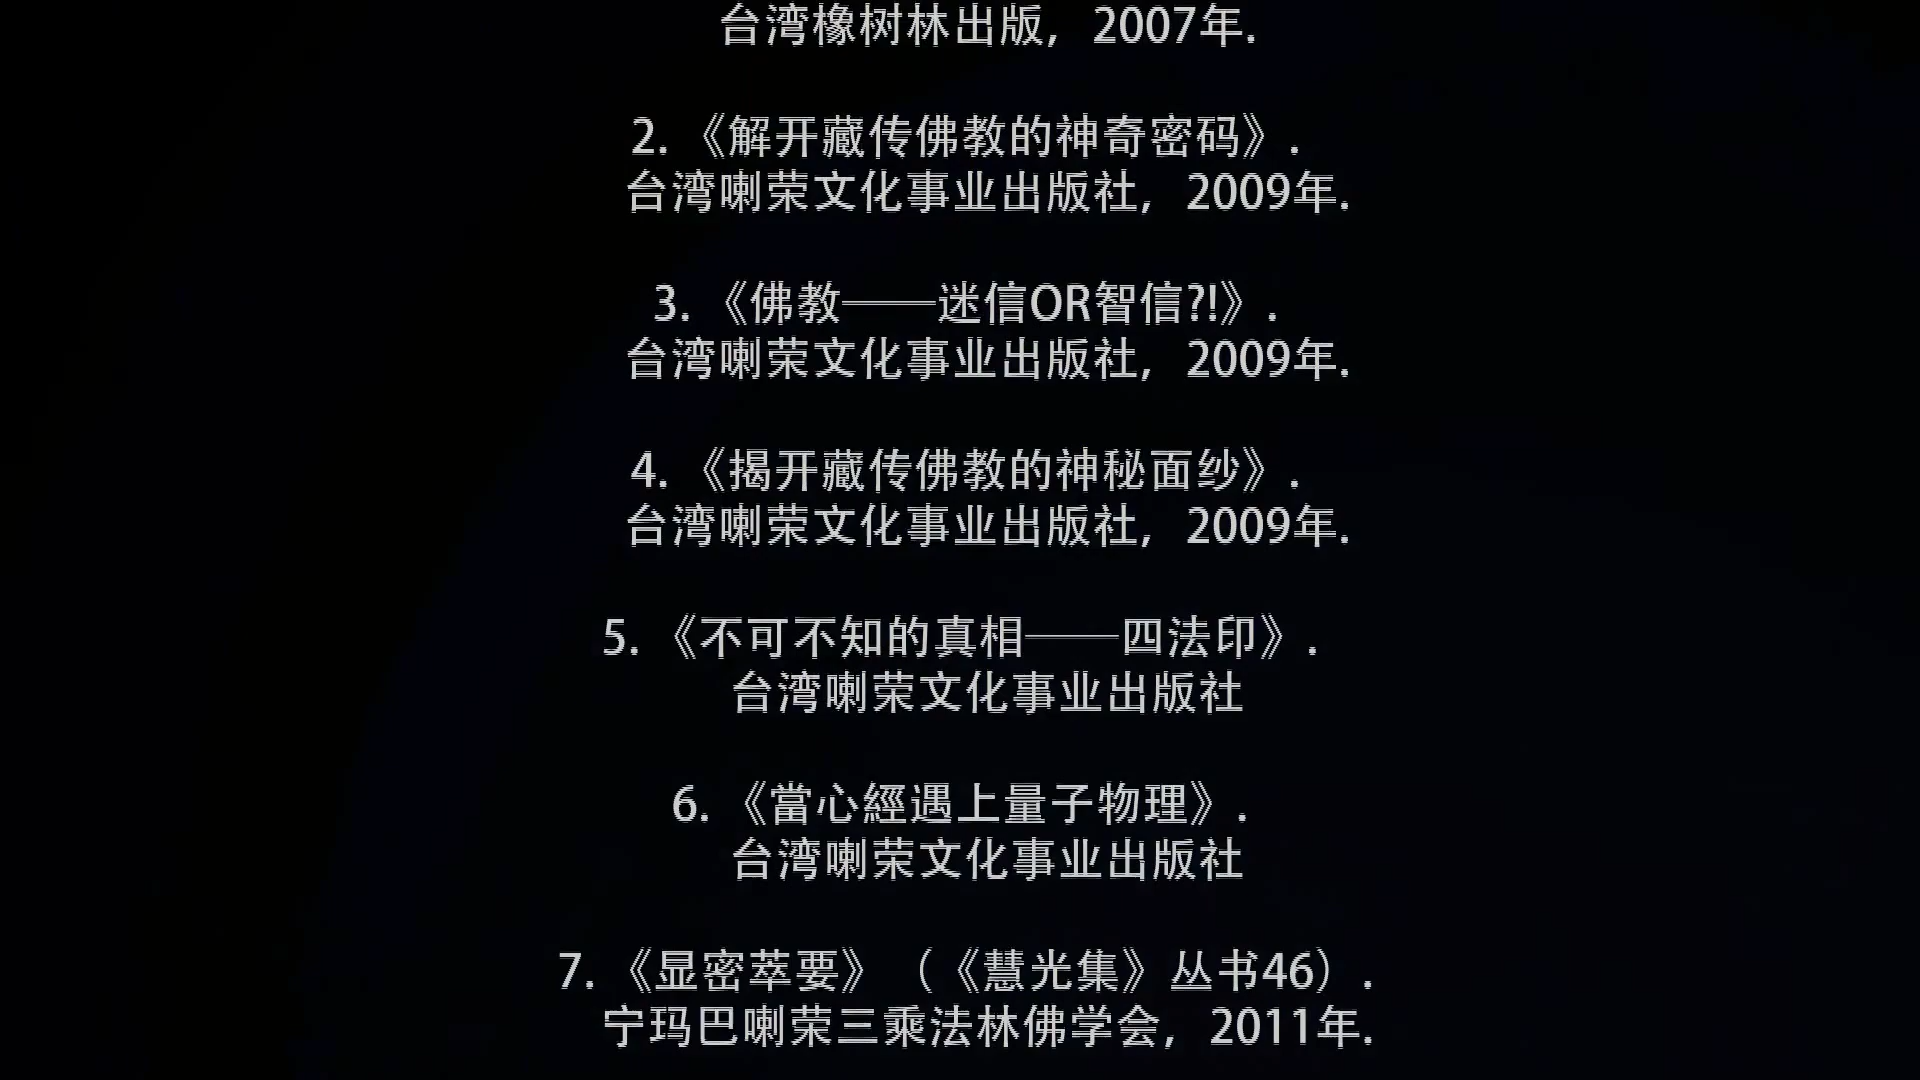 台湾橡树林出版，2007年.
2. 《解开藏传佛教的神奇密码》.
台湾喇荣文化事业出版社，2009年.
3. 《佛教——迷信OR智信?!》.
台湾喇荣文化事业出版社，2009年.
4. 《揭开藏传佛教的神秘面纱》.
台湾喇荣文化事业出版社，2009年.
5. 《不可不知的真相——四法印》.
台湾喇荣文化事业出版社
6. 《當心經遇上量子物理》.
台湾喇荣文化事业出版社
7. 《显密萃要》（《慧光集》丛书46）.
宁玛巴喇荣三乘法林佛学会，2011年.